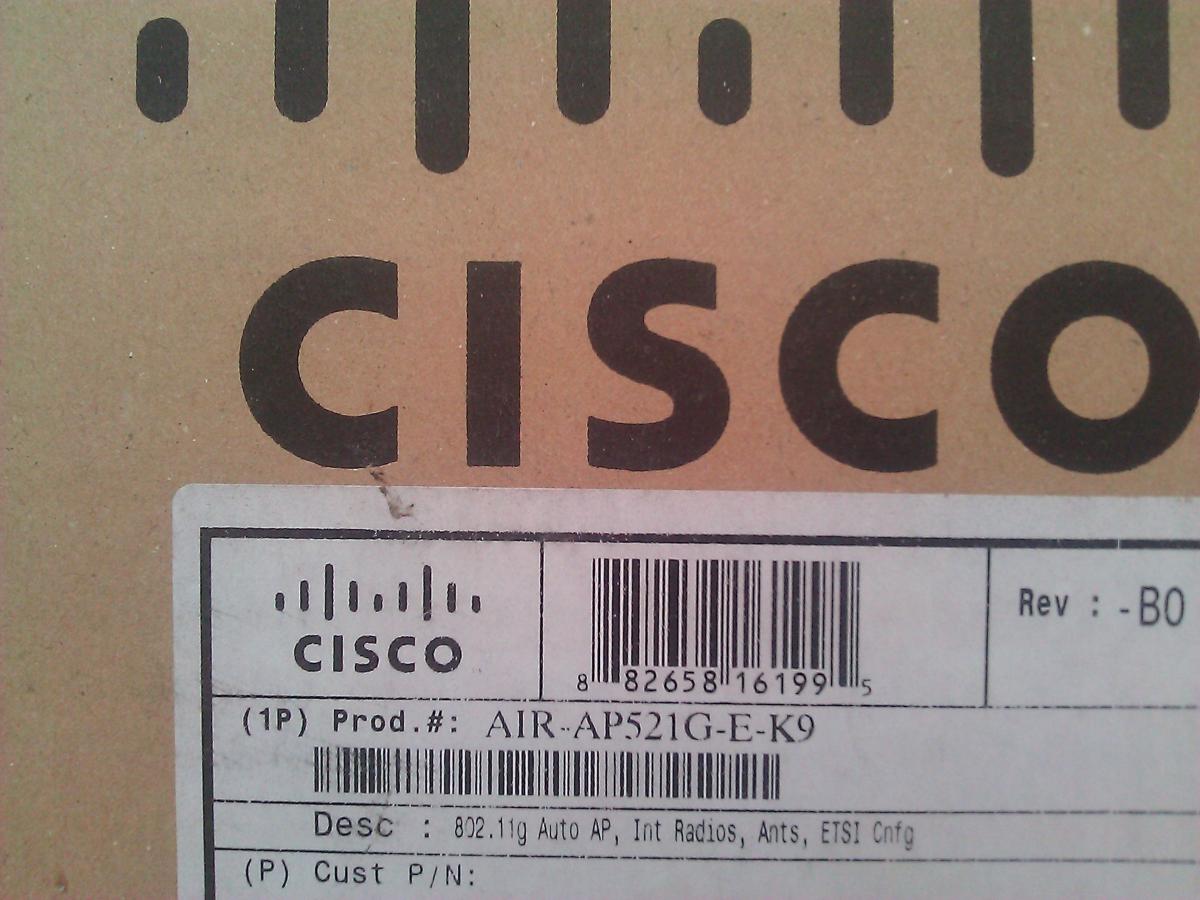 CISCO
CISCO
8 82658 16199 5
Rev : -B0
(1P) Prod.#: AIR-AP521G-E-K9
Desc : 802.11g Auto AP, Int Radios, Ants, ETSI Cnfg
(P) Cust P/N: